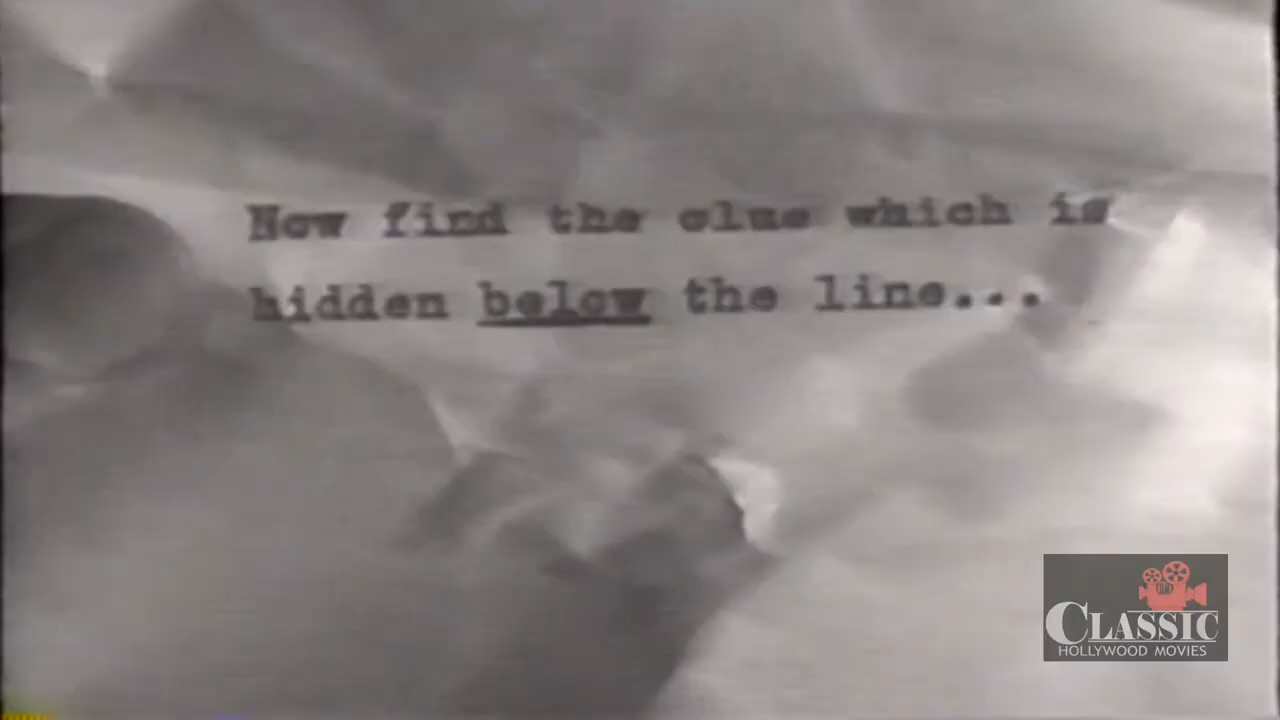 Now find the clue which is
hidden below the line...
CLASSIC
HOLLYWOOD MOVIES